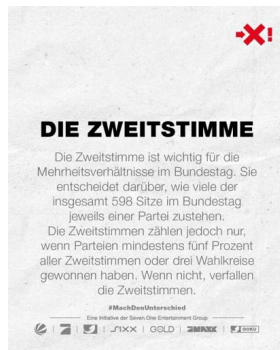 DIE ZWEITSTIMME
Die Zweitstimme ist wichtig für die
Mehrheitsverhältnisse im Bundestag. Sie
entscheidet darüber, wie viele der
insgesamt 598 Sitze im Bundestag
jeweils einer Partei zustehen.
Die Zweitstimmen zählen jedoch nur,
wenn Parteien mindestens fünf Prozent
aller Zweitstimmen oder drei Wahlkreise
gewonnen haben. Wenn nicht, verfallen
die Zweitstimmen.
#MachDenUnterschied
Eine Initiative der Seven.One Entertainment Group
sixx | GOLD | MAXX